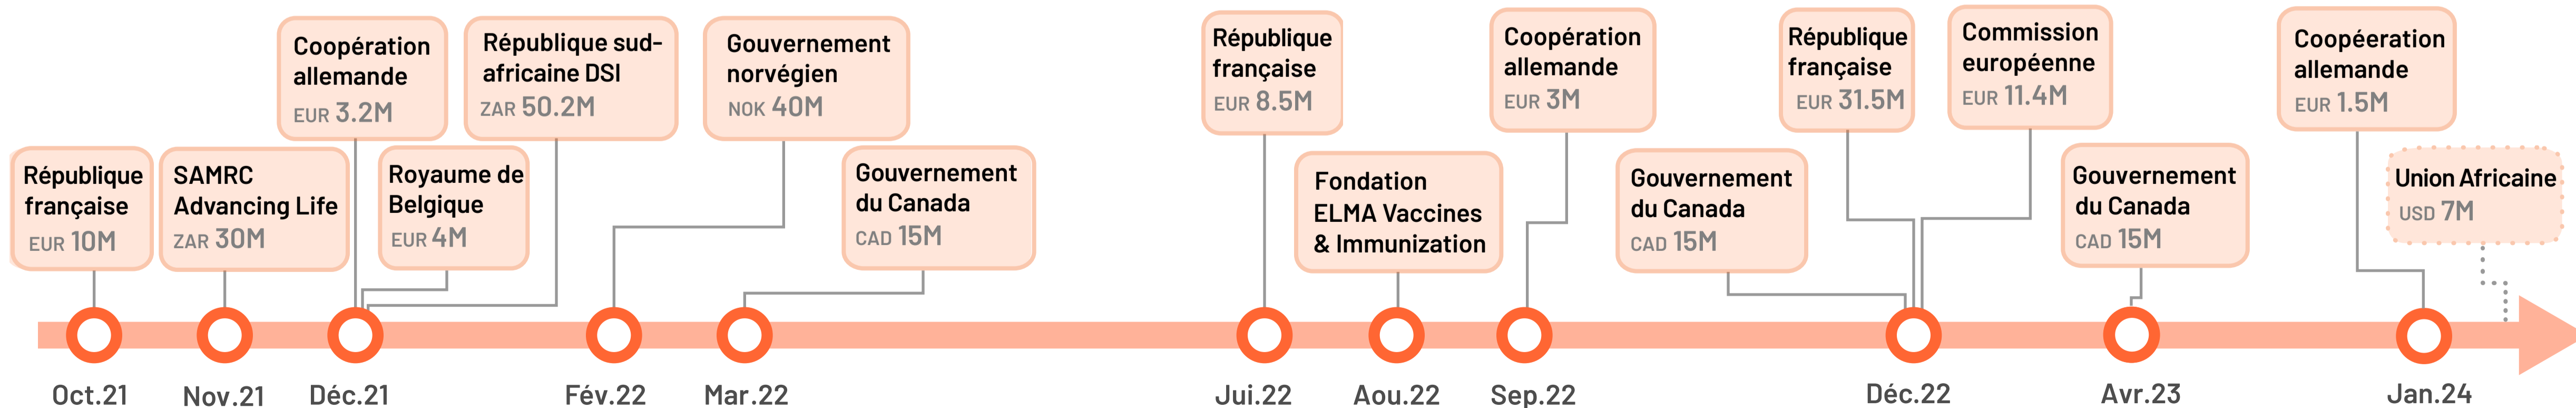 République
française
EUR 10M
SAMRC
Advancing Life
ZAR 30M
Coopération
allemande
EUR 3.2M
Royaume de
Belgique
EUR 4M
République sud-
africaine DSI
ZAR 50.2M
Gouvernement
norvégien
NOK 40M
Gouvernement
du Canada
CAD 15M
République
française
EUR 8.5M
Fondation
ELMA Vaccines
& Immunization
Coopération
allemande
EUR 3M
Gouvernement
du Canada
CAD 15M
République
française
EUR 31.5M
Commission
européenne
EUR 11.4M
Gouvernement
du Canada
CAD 15M
Coopéeration
allemande
EUR 1.5M
Union Africaine
USD 7M
Oct.21
Nov.21
Déc.21
Fév.22
Mar.22
Jui.22
Aou.22
Sep.22
Déc.22
Avr.23
Jan.24